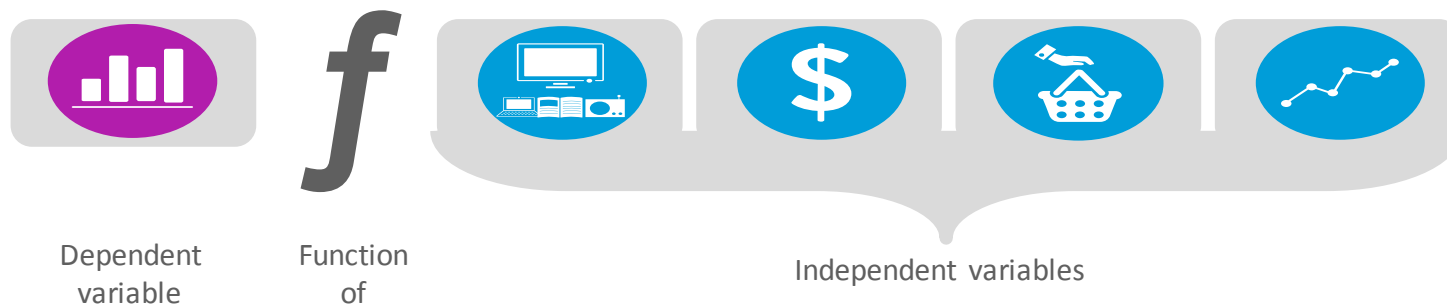 f
$
Dependent
variable
Function
of
Independent variables